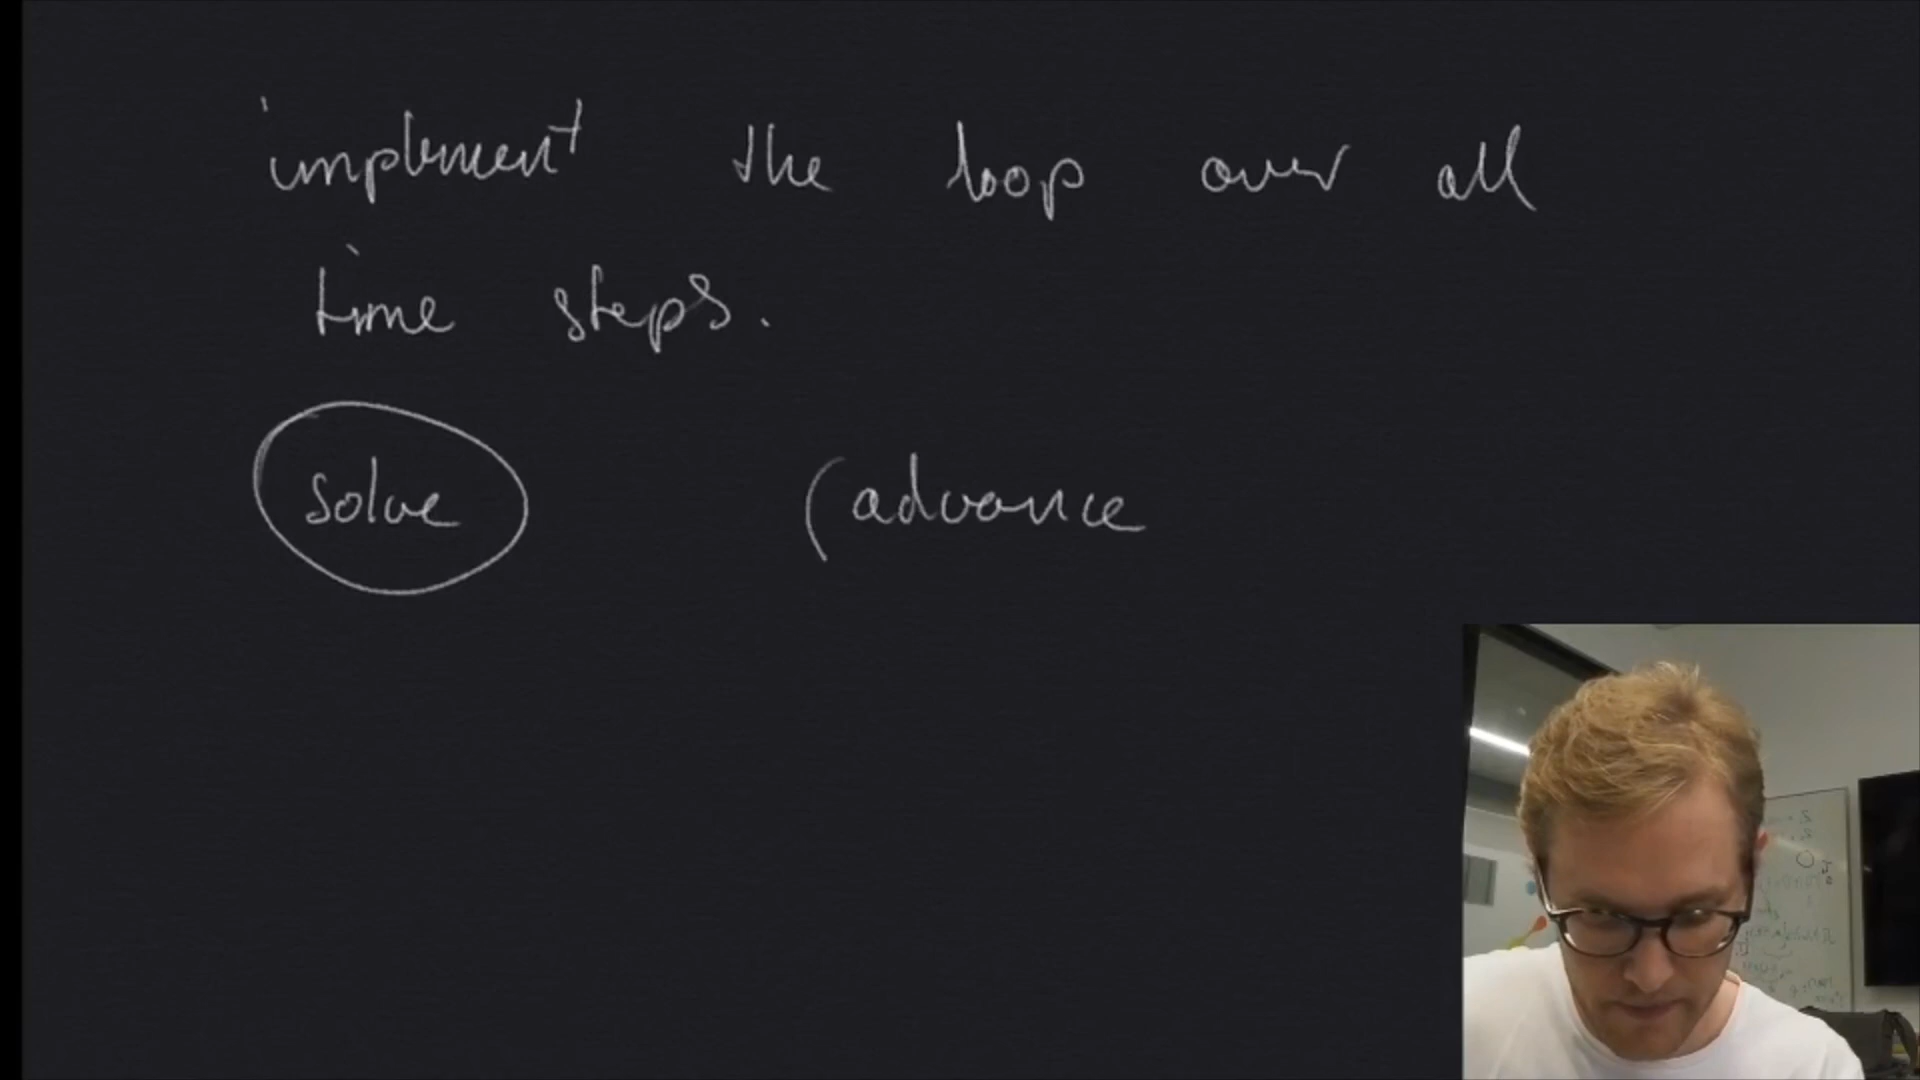 implement the loop over all
time steps.
solve (advance